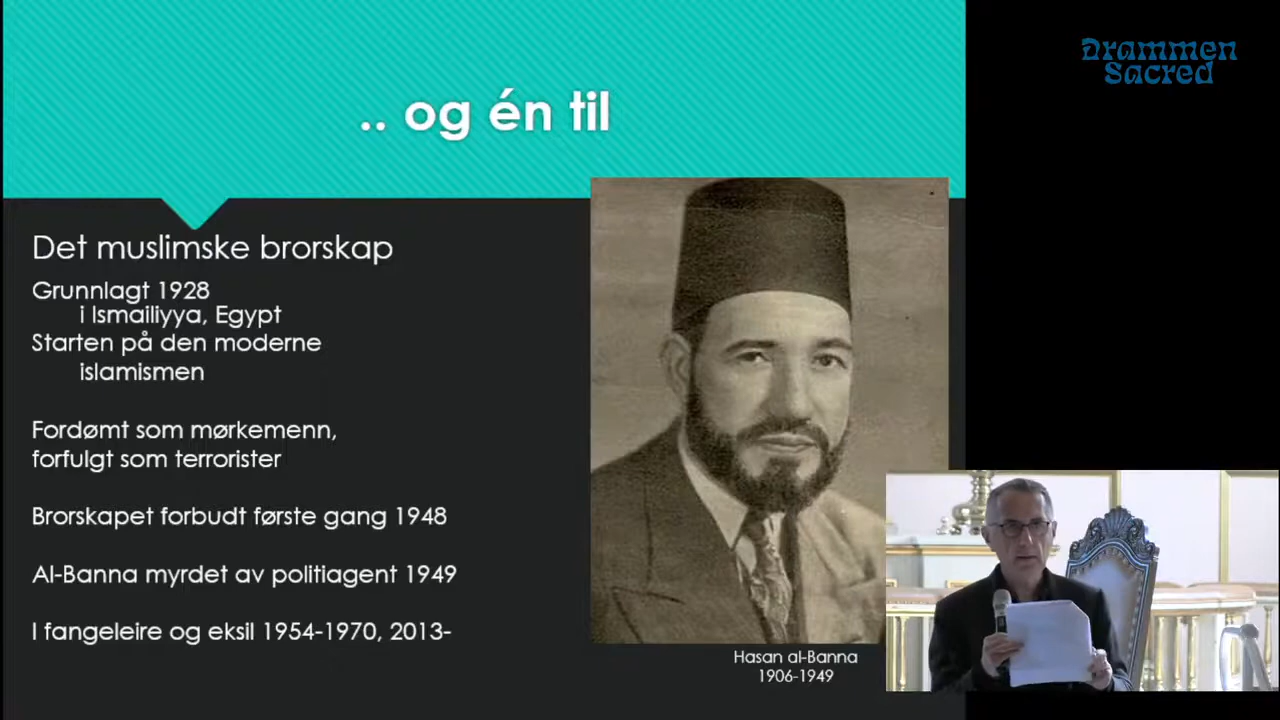 .. og én til
Det muslimske brorskap
Grunnlagt 1928
i Ismailiyya, Egypt
Starten på den moderne
islamismen
Fordømt som mørkemenn,
forfulgt som terrorister
Brorskapet forbudt første gang 1948
Al-Banna myrdet av politiagent 1949
I fangeleire og eksil 1954-1970, 2013-
Hasan al-Banna
1906-1949
Drammen
Sacred